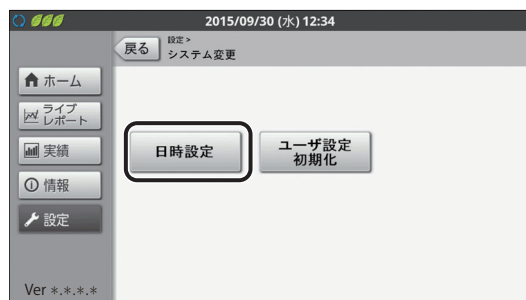 2015/09/30 (水) 12:34
戻る
設定 >
システム変更
ホーム
ライブ
レポート
実績
情報
設定
日時設定
ユーザ設定
初期化
Ver *.*.*.*